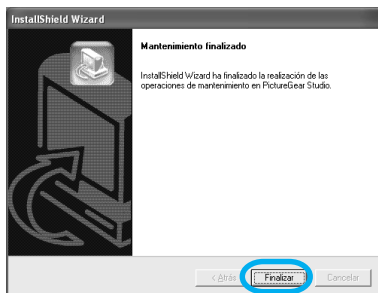 InstallShield Wizard
Mantenimiento finalizado
InstallShield Wizard ha finalizado la realización de las
operaciones de mantenimiento en PictureGear Studio.
< Atrás
Finalizar
Cancelar